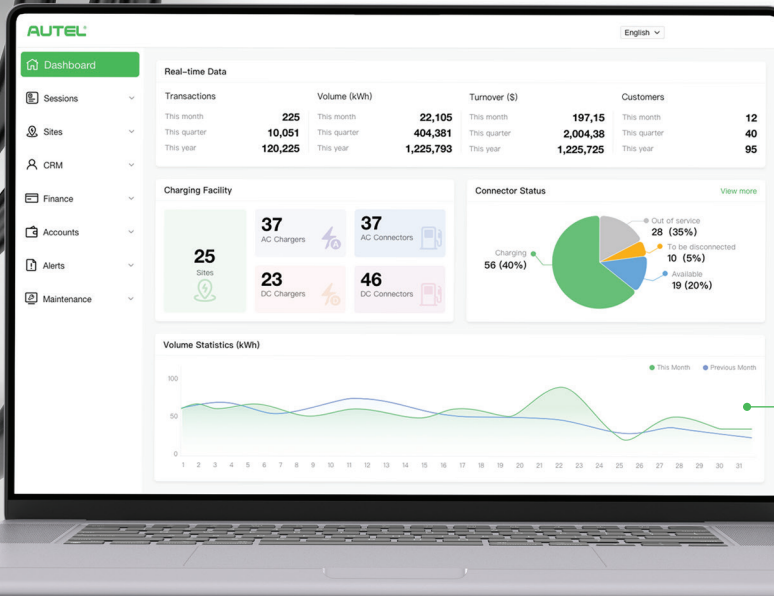 AUTEL
English
Dashboard
Sessions
Sites
CRM
Finance
Accounts
Alerts
Maintenance
Real-time Data
Transactions
This month 225
This quarter 10,051
This year 120,225
Volume (kWh)
This month 22,105
This quarter 404,381
This year 1,225,793
Turnover ($)
This month 197,15
This quarter 2,004,38
This year 1,225,725
Customers
This month 12
This quarter 40
This year 95
Charging Facility
25
Sites
37
AC Chargers
37
AC Connectors
23
DC Chargers
46
DC Connectors
Connector Status
View more
Out of service
28 (35%)
To be disconnected
10 (5%)
Available
19 (20%)
Charging
56 (40%)
Volume Statistics (kWh)
This Month Previous Month
100
50
0
1 2 3 4 5 6 7 8 9 10 11 12 13 14 15 16 17 18 19 20 21 22 23 24 25 26 27 28 29 30 31